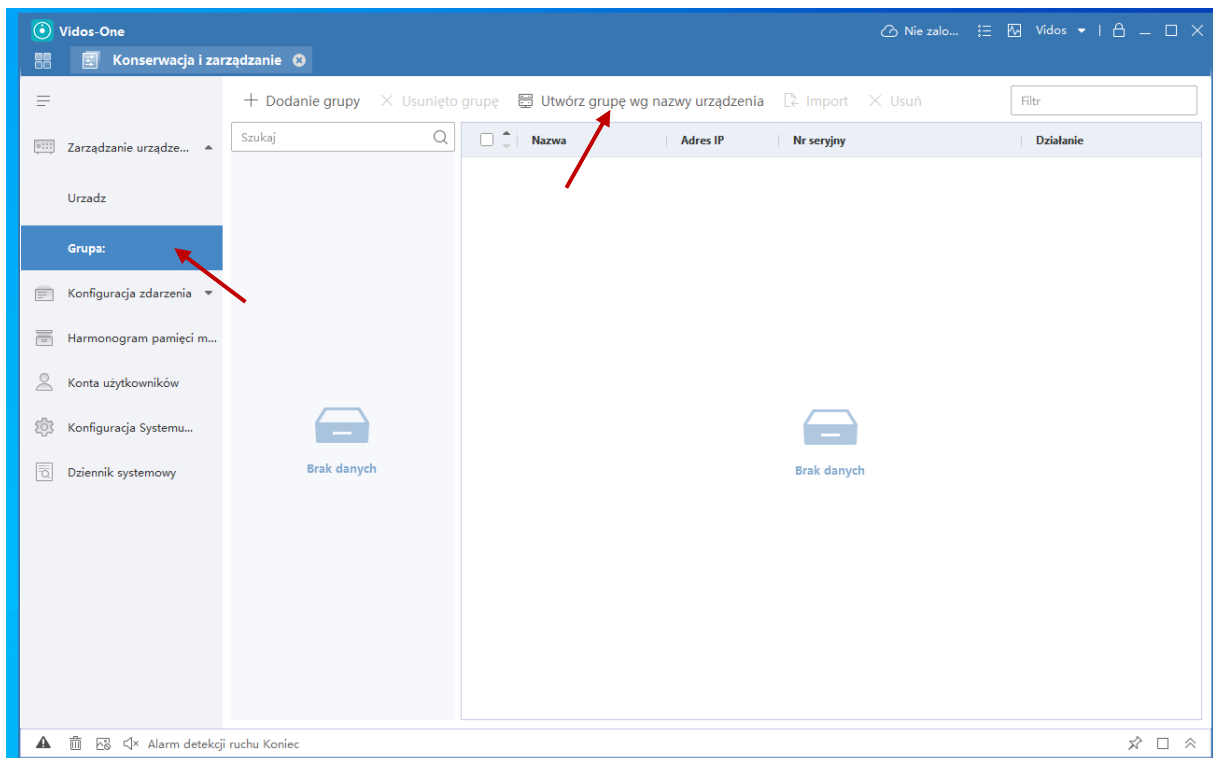 Vidos-One
Nie zalo...
Vidos
Konserwacja i zarządzanie
Dodanie grupy
Usunięto grupę
Utwórz grupę wg nazwy urządzenia
Import
Usuń
Filtr
Szukaj
Nazwa
Adres IP
Nr seryjny
Działanie
Zarządzanie urządze...
Urzadz
Grupa:
Konfiguracja zdarzenia
Harmonogram pamięci m...
Konta użytkowników
Konfiguracja Systemu...
Dziennik systemowy
Brak danych
Brak danych
Alarm detekcji ruchu Koniec